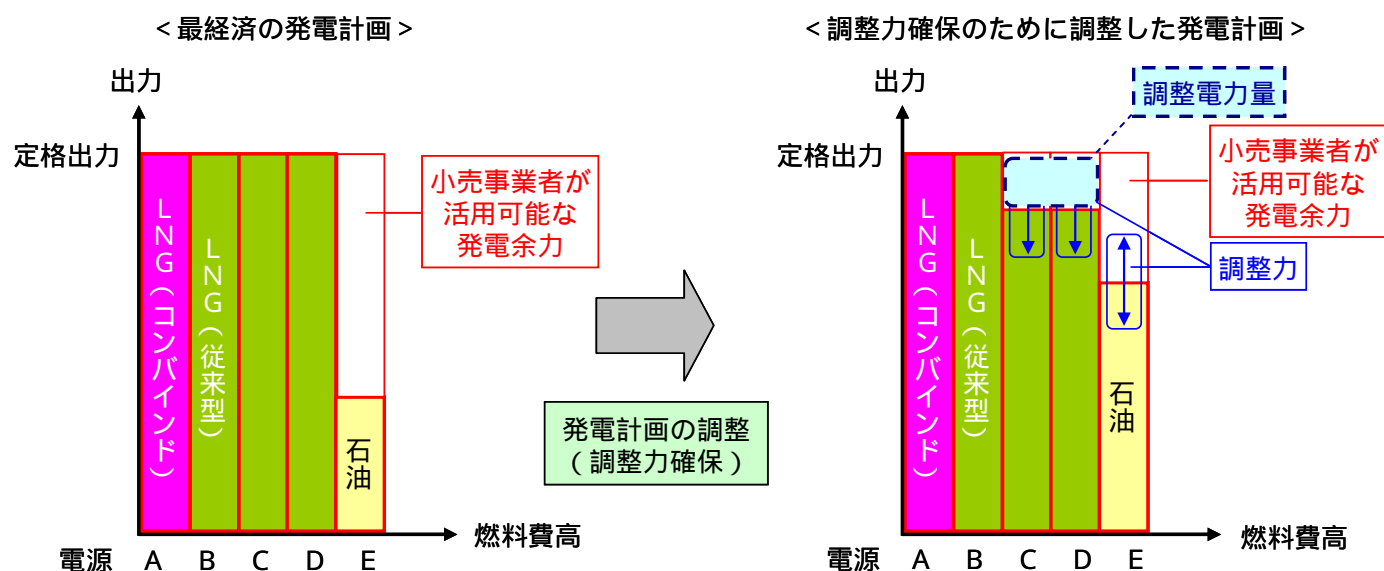 ＜最経済の発電計画＞
出力
定格出力
小売事業者が
活用可能な
発電余力
LNG（コンバインド）
LNG（従来型）
石油
燃料費高
電源 A B C D E
発電計画の調整
（調整力確保）
＜調整力確保のために調整した発電計画＞
出力
調整電力量
定格出力
小売事業者が
活用可能な
発電余力
調整力
LNG（コンバインド）
LNG（従来型）
石油
燃料費高
電源 A B C D E